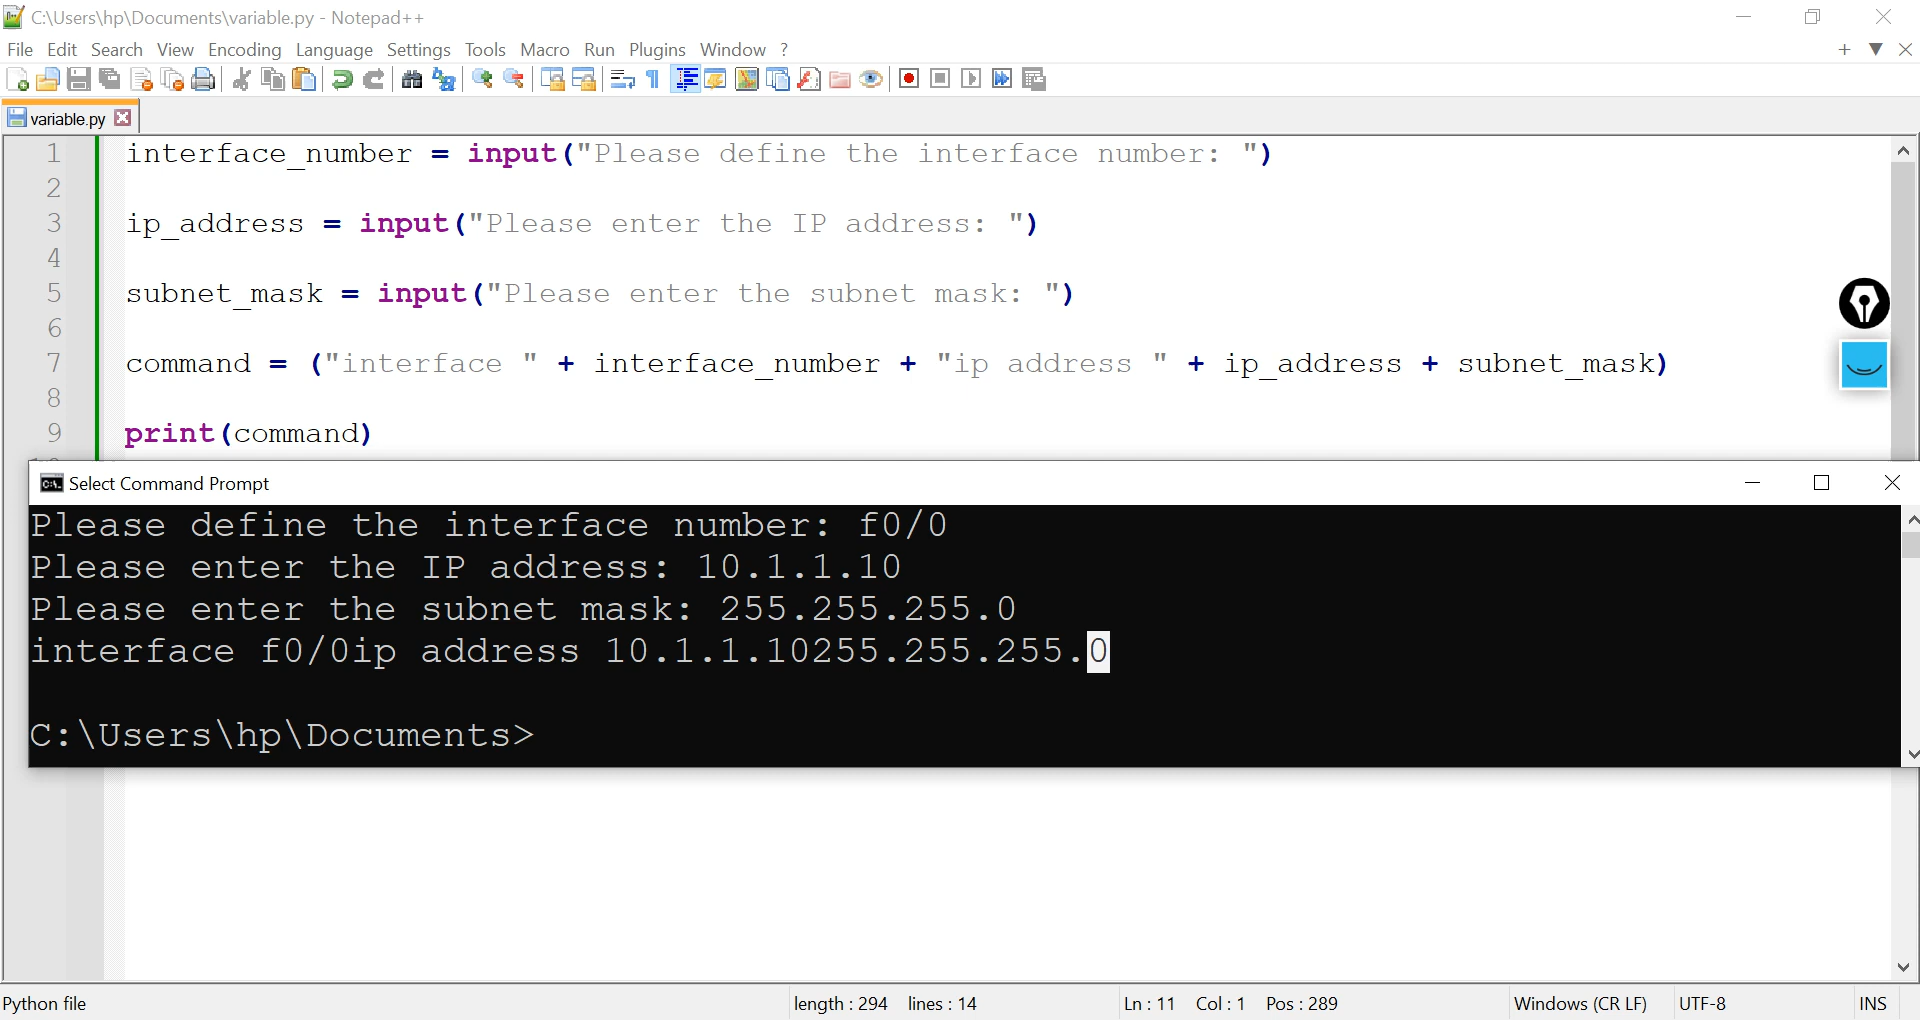 C:\Users\hp\Documents\variable.py - Notepad++
File Edit Search View Encoding Language Settings Tools Macro Run Plugins Window ?
variable.py
1 interface_number = input("Please define the interface number: ")
2
3 ip_address = input("Please enter the IP address: ")
4
5 subnet_mask = input("Please enter the subnet mask: ")
6
7 command = ("interface " + interface_number + "ip address " + ip_address + subnet_mask)
8
9 print(command)
Select Command Prompt
Please define the interface number: f0/0
Please enter the IP address: 10.1.1.10
Please enter the subnet mask: 255.255.255.0
interface f0/0ip address 10.1.1.10255.255.255.0
C:\Users\hp\Documents>
Python file length : 294 lines : 14 Ln : 11 Col : 1 Pos : 289 Windows (CR LF) UTF-8 INS